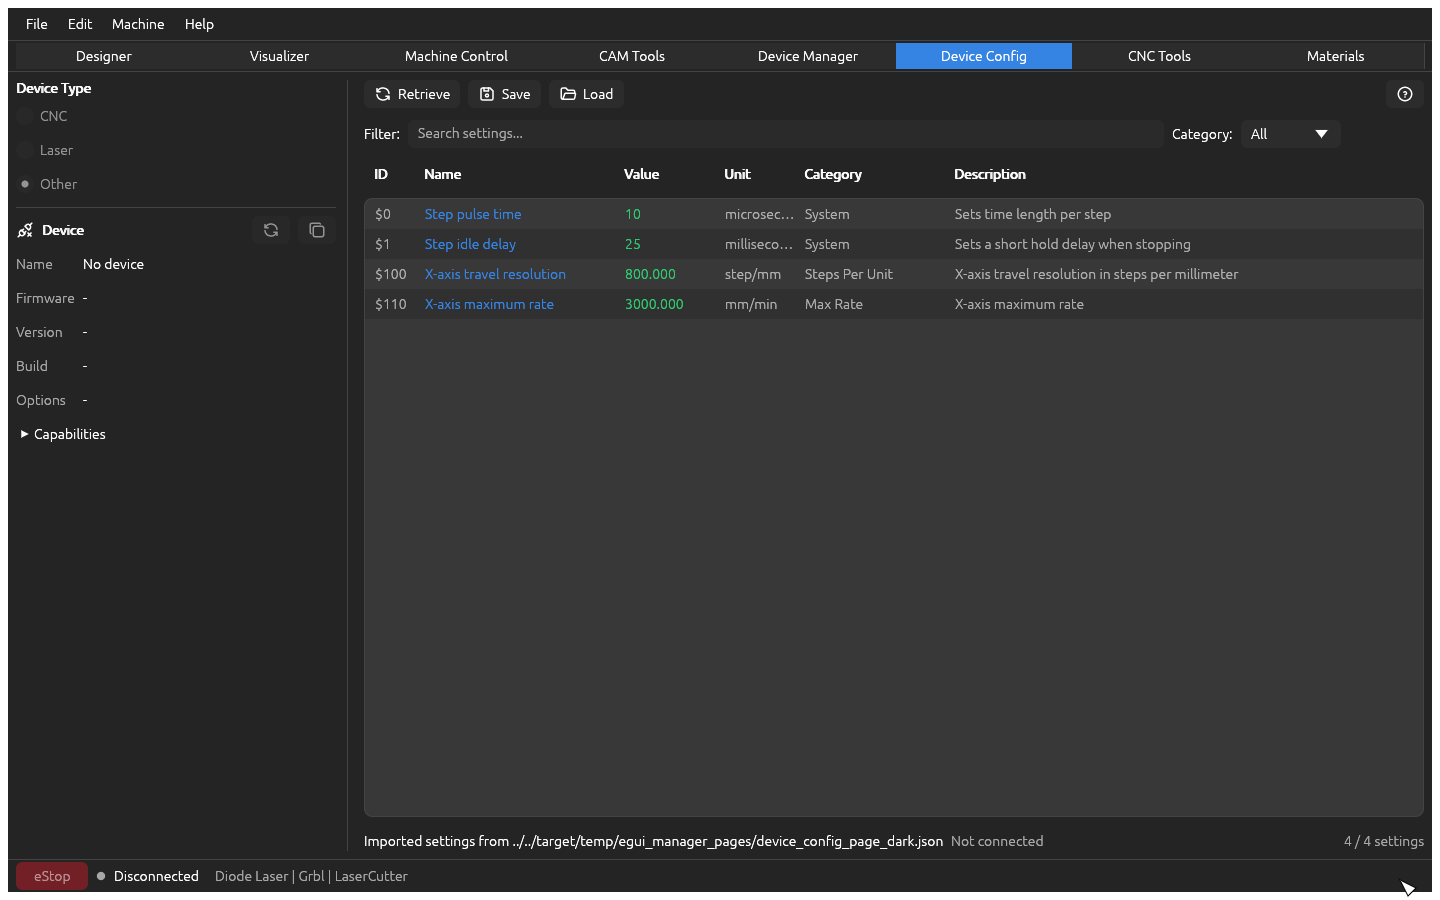 File Edit Machine Help
Designer Visualizer Machine Control CAM Tools Device Manager Device Config CNC Tools Materials
Device Type
CNC
Laser
Other
Device
Name No device
Firmware -
Version -
Build -
Options -
Capabilities
Retrieve Save Load
Filter: Search settings... Category: All
ID Name Value Unit Category Description
$0 Step pulse time 10 microsec... System Sets time length per step
$1 Step idle delay 25 milliseco... System Sets a short hold delay when stopping
$100 X-axis travel resolution 800.000 step/mm Steps Per Unit X-axis travel resolution in steps per millimeter
$110 X-axis maximum rate 3000.000 mm/min Max Rate X-axis maximum rate
Imported settings from ../../target/temp/egui_manager_pages/device_config_page_dark.json Not connected 4 / 4 settings
eStop Disconnected Diode Laser | Grbl | LaserCutter